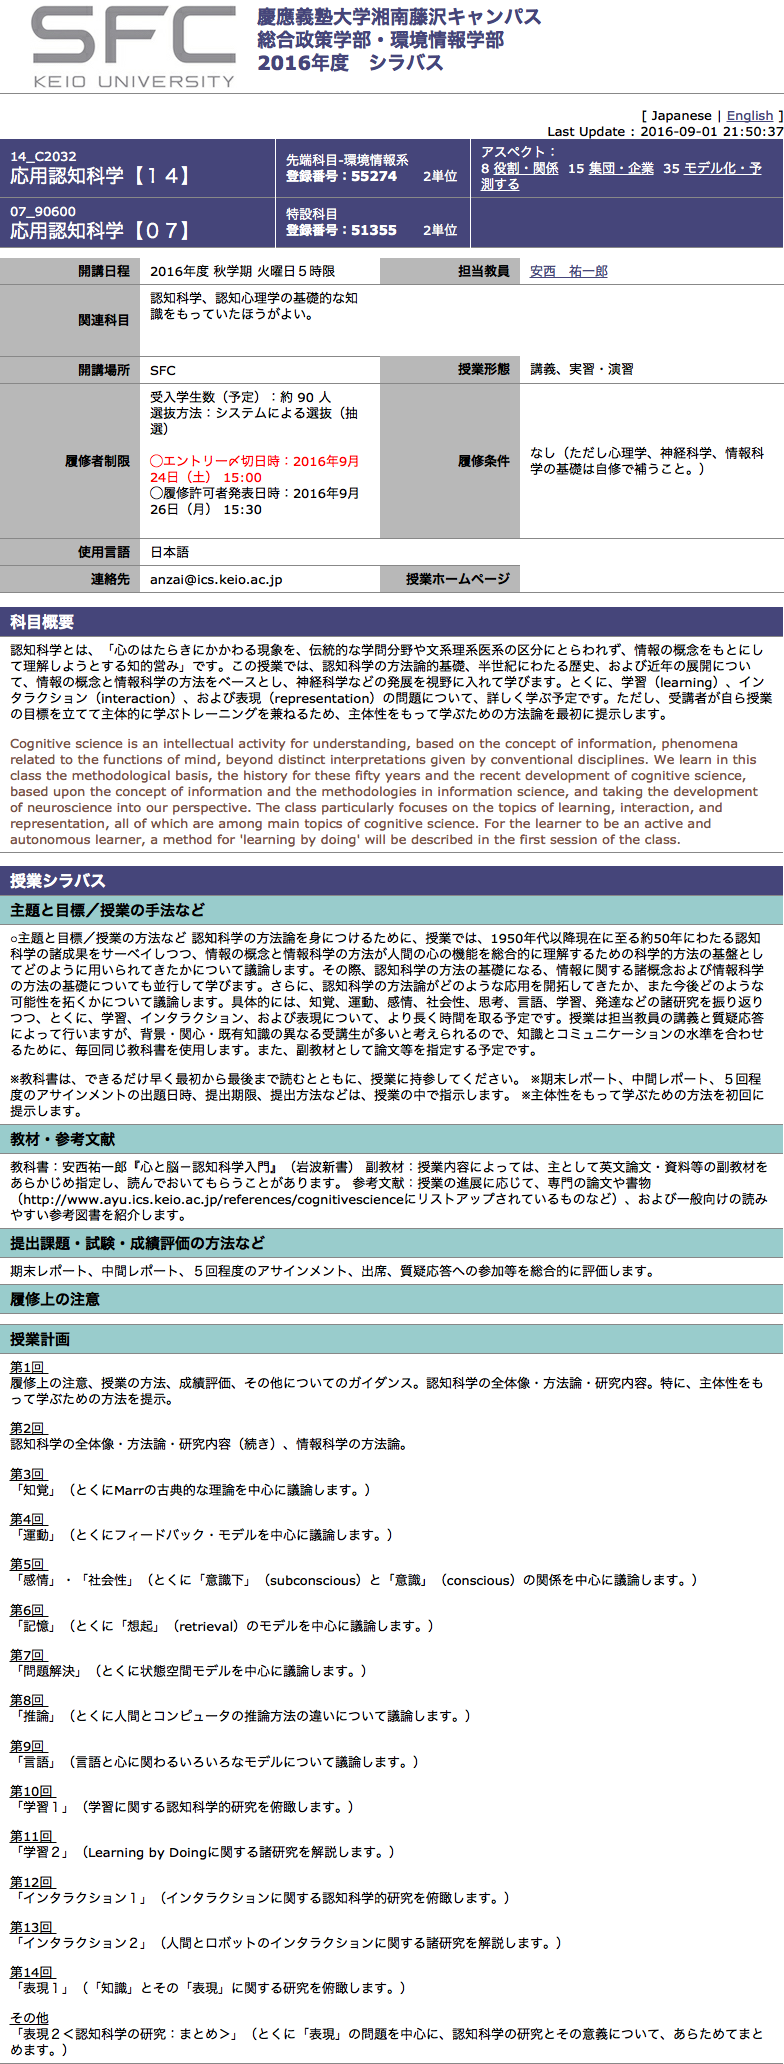 SFC
KEIO UNIVERSITY
慶應義塾大学湘南藤沢キャンパス
総合政策学部・環境情報学部
2016年度　シラバス
[ Japanese | English ]
Last Update : 2016-09-01 21:50:37
14_C2032
応用認知科学【１４】
先端科目-環境情報系
登録番号：55274　　2単位
アスペクト：
8 役割・関係　15 集団・企業　35 モデル化・予
測する
07_90600
応用認知科学【０７】
特設科目
登録番号：51355　　2単位
開講日程
2016年度 秋学期 火曜日５時限
担当教員
安西　祐一郎
関連科目
認知科学、認知心理学の基礎的な知
識をもっていたほうがよい。
開講場所
SFC
授業形態
講義、実習・演習
履修者制限
受入学生数（予定）：約 90 人
選抜方法：システムによる選抜（抽
選）
◯エントリー〆切日時：2016年9月
24日（土） 15:00
◯履修許可者発表日時：2016年9月
26日（月） 15:30
履修条件
なし（ただし心理学、神経科学、情報科
学の基礎は自修で補うこと。）
使用言語
日本語
連絡先
anzai@ics.keio.ac.jp
授業ホームページ
科目概要
認知科学とは、「心のはたらきにかかわる現象を、伝統的な学問分野や文系理系医系の区分にとらわれず、情報の概念をもとにし
て理解しようとする知的営み」です。この授業では、認知科学の方法論的基礎、半世紀にわたる歴史、および近年の展開につい
て、情報の概念と情報科学の方法をベースとし、神経科学などの発展を視野に入れて学びます。とくに、学習（learning）、イン
タラクション（interaction）、および表現（representation）の問題について、詳しく学ぶ予定です。ただし、受講者が自ら授業
の目標を立てて主体的に学ぶトレーニングを兼ねるため、主体性をもって学ぶための方法論を最初に提示します。
Cognitive science is an intellectual activity for understanding, based on the concept of information, phenomena
related to the functions of mind, beyond distinct interpretations given by conventional disciplines. We learn in this
class the methodological basis, the history for these fifty years and the recent development of cognitive science,
based upon the concept of information and the methodologies in information science, and taking the development
of neuroscience into our perspective. The class particularly focuses on the topics of learning, interaction, and
representation, all of which are among main topics of cognitive science. For the learner to be an active and
autonomous learner, a method for 'learning by doing' will be described in the first session of the class.
授業シラバス
主題と目標／授業の手法など
○主題と目標／授業の方法など 認知科学の方法論を身につけるために、授業では、1950年代以降現在に至る約50年にわたる認知
科学の諸成果をサーベイしつつ、情報の概念と情報科学の方法が人間の心の機能を総合的に理解するための科学的方法の基盤とし
てどのように用いられてきたかについて議論します。その際、認知科学の方法の基礎になる、情報に関する諸概念および情報科学
の方法の基礎についても並行して学びます。さらに、認知科学の方法論がどのような応用を開拓してきたか、また今後どのような
可能性を拓くかについて議論します。具体的には、知覚、運動、感情、社会性、思考、言語、学習、発達などの諸研究を振り返り
つつ、とくに、学習、インタラクション、および表現について、より長く時間を取る予定です。授業は担当教員の講義と質疑応答
によって行いますが、背景・関心・既有知識の異なる受講生が多いと考えられるので、知識とコミュニケーションの水準を合わせ
るために、毎回同じ教科書を使用します。また、副教材として論文等を指定する予定です。
※教科書は、できるだけ早く最初から最後まで読むとともに、授業に持参してください。 ※期末レポート、中間レポート、５回程
度のアサインメントの出題日時、提出期限、提出方法などは、授業の中で指示します。 ※主体性をもって学ぶための方法を初回に
提示します。
教材・参考文献
教科書：安西祐一郎『心と脳－認知科学入門』（岩波新書） 副教材：授業内容によっては、主として英文論文・資料等の副教材を
あらかじめ指定し、読んでおいてもらうことがあります。 参考文献：授業の進展に応じて、専門の論文や書物
（http://www.ayu.ics.keio.ac.jp/references/cognitivescienceにリストアップされているものなど）、および一般向けの読み
やすい参考図書を紹介します。
提出課題・試験・成績評価の方法など
期末レポート、中間レポート、５回程度のアサインメント、出席、質疑応答への参加等を総合的に評価します。
履修上の注意
授業計画
第1回
履修上の注意、授業の方法、成績評価、その他についてのガイダンス。認知科学の全体像・方法論・研究内容。特に、主体性をも
って学ぶための方法を提示。
第2回
認知科学の全体像・方法論・研究内容（続き）、情報科学の方法論。
第3回
「知覚」（とくにMarrの古典的な理論を中心に議論します。）
第4回
「運動」（とくにフィードバック・モデルを中心に議論します。）
第5回
「感情」・「社会性」（とくに「意識下」（subconscious）と「意識」（conscious）の関係を中心に議論します。）
第6回
「記憶」（とくに「想起」（retrieval）のモデルを中心に議論します。）
第7回
「問題解決」（とくに状態空間モデルを中心に議論します。）
第8回
「推論」（とくに人間とコンピュータの推論方法の違いについて議論します。）
第9回
「言語」（言語と心に関わるいろいろなモデルについて議論します。）
第10回
「学習１」（学習に関する認知科学的研究を俯瞰します。）
第11回
「学習２」（Learning by Doingに関する諸研究を解説します。）
第12回
「インタラクション１」（インタラクションに関する認知科学的研究を俯瞰します。）
第13回
「インタラクション２」（人間とロボットのインタラクションに関する諸研究を解説します。）
第14回
「表現１」（「知識」とその「表現」に関する研究を俯瞰します。）
その他
「表現２＜認知科学の研究：まとめ＞」（とくに「表現」の問題を中心に、認知科学の研究とその意義について、あらためてまと
めます。）